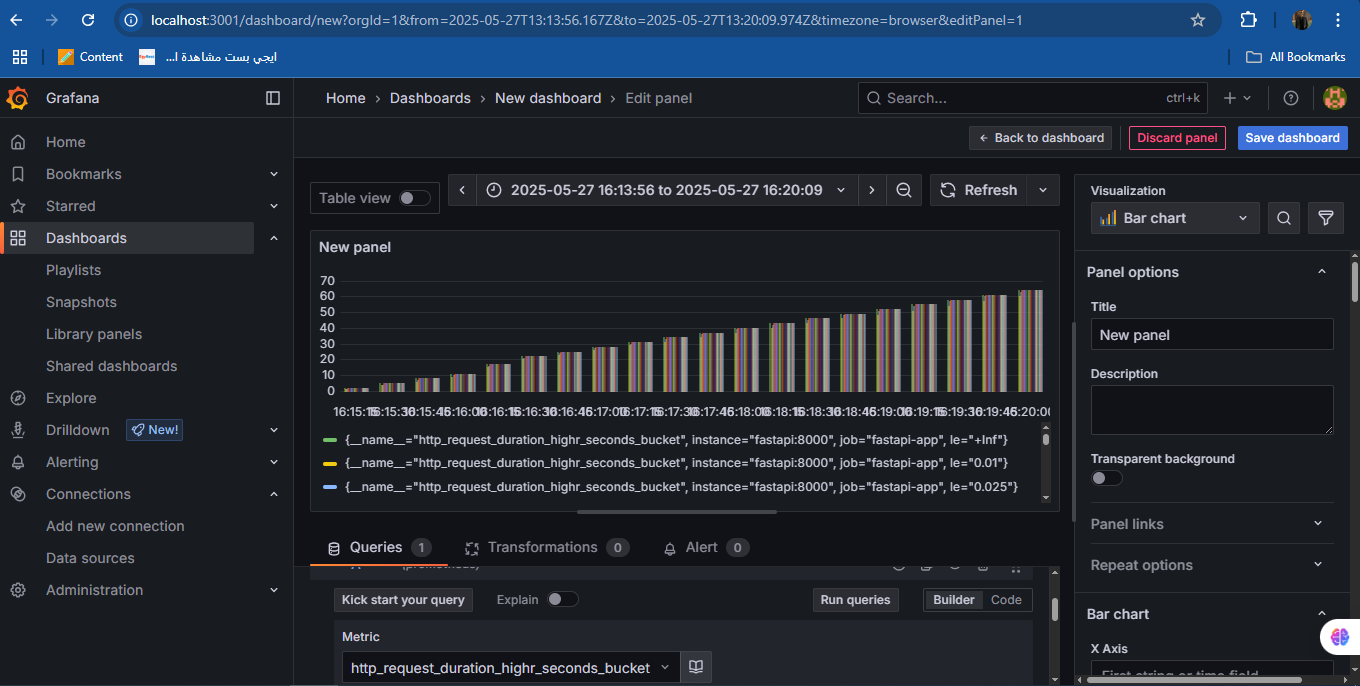 localhost:3001/dashboard/new?orgId=1&from=2025-05-27T13:13:56.167Z&to=2025-05-27T13:20:09.974Z&timezone=browser&editPanel=1
Content
ايجي بست مشاهدة ا...
All Bookmarks
Grafana
Home › Dashboards › New dashboard › Edit panel
Search...
ctrl+k
Back to dashboard
Discard panel
Save dashboard
Home
Bookmarks
Starred
Dashboards
Playlists
Snapshots
Library panels
Shared dashboards
Explore
Drilldown
New!
Alerting
Connections
Add new connection
Data sources
Administration
Table view
2025-05-27 16:13:56 to 2025-05-27 16:20:09
Refresh
New panel
70
60
50
40
30
20
10
0
16:15:15 16:15:30 16:15:45 16:16:00 16:16:15 16:16:30 16:16:45 16:17:00 16:17:15 16:17:30 16:17:45 16:18:00 16:18:15 16:18:30 16:18:45 16:19:00 16:19:15 16:19:30 16:19:45 16:20:00
{__name__="http_request_duration_highr_seconds_bucket", instance="fastapi:8000", job="fastapi-app", le="+Inf"}
{__name__="http_request_duration_highr_seconds_bucket", instance="fastapi:8000", job="fastapi-app", le="0.01"}
{__name__="http_request_duration_highr_seconds_bucket", instance="fastapi:8000", job="fastapi-app", le="0.025"}
Queries 1
Transformations 0
Alert 0
(prometheus)
Kick start your query
Explain
Run queries
Builder
Code
Metric
http_request_duration_highr_seconds_bucket
Visualization
Bar chart
Panel options
Title
New panel
Description
Transparent background
Panel links
Repeat options
Bar chart
X Axis
First string or time field